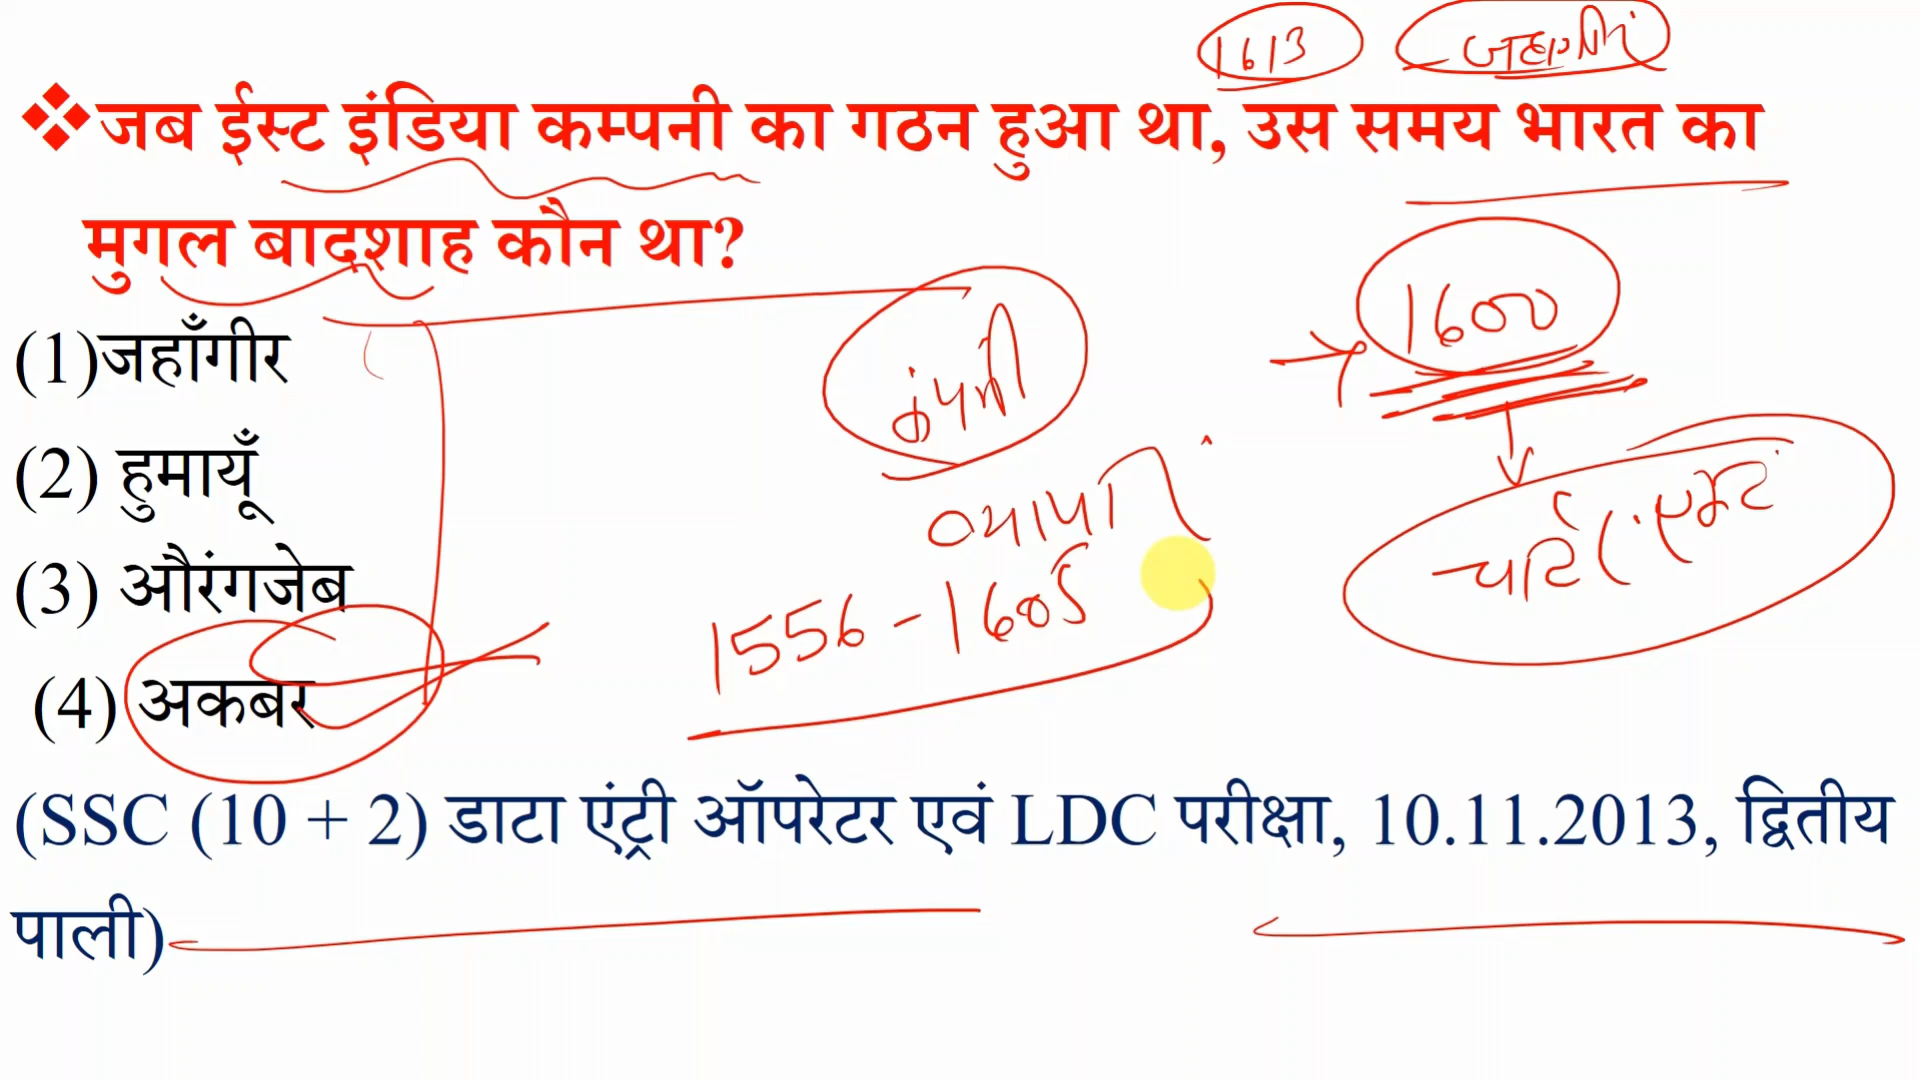 1613 जहाँगीर
❖जब ईस्ट इंडिया कम्पनी का गठन हुआ था, उस समय भारत का
मुगल बादशाह कौन था?
1600
(1)जहाँगीर
कंपनी
(2) हुमायूँ
व्यापार
चार्टर एक्ट
(3) औरंगजेब
1556 - 1605
(4) अकबर
(SSC (10 + 2) डाटा एंट्री ऑपरेटर एवं LDC परीक्षा, 10.11.2013, द्वितीय
पाली)